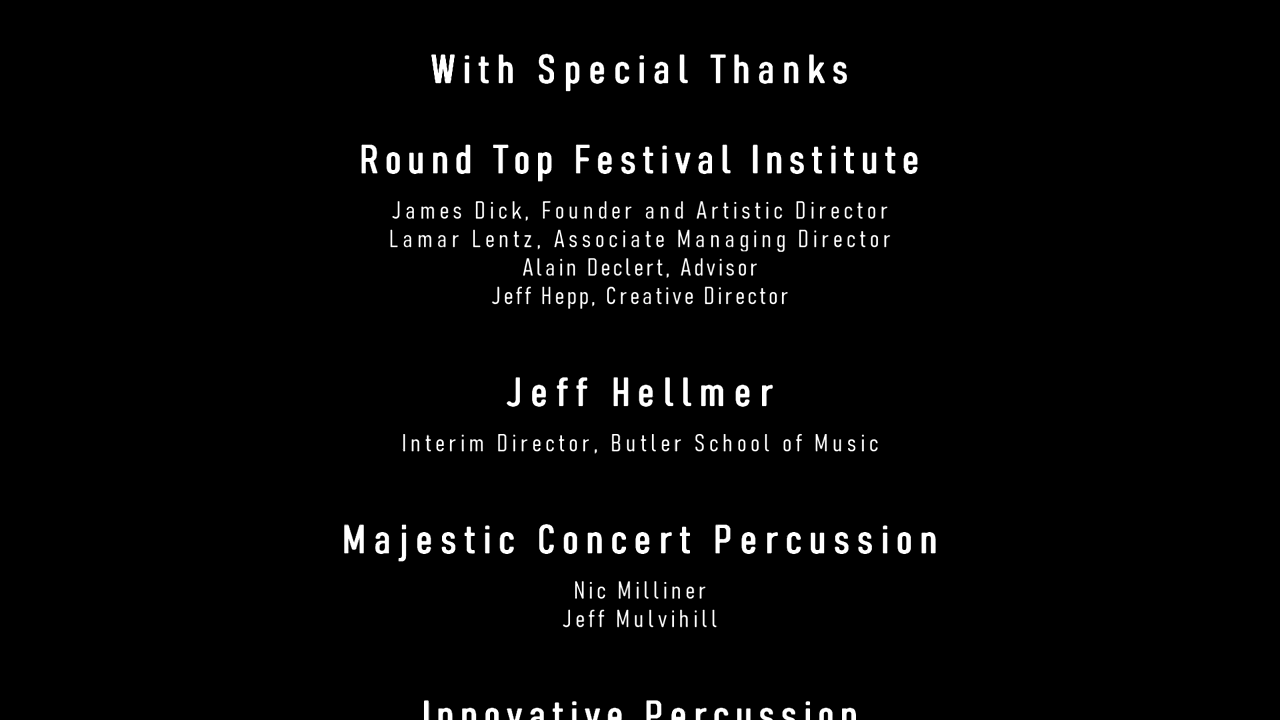 With Special Thanks
Round Top Festival Institute
James Dick, Founder and Artistic Director
Lamar Lentz, Associate Managing Director
Alain Declert, Advisor
Jeff Hepp, Creative Director
Jeff Hellmer
Interim Director, Butler School of Music
Majestic Concert Percussion
Nic Milliner
Jeff Mulvihill
Innovative Percussion